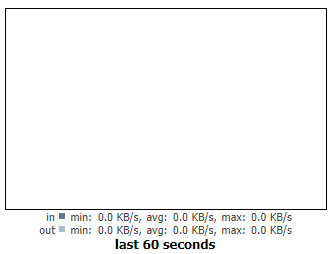 in min: 0.0 KB/s, avg: 0.0 KB/s, max: 0.0 KB/s
out min: 0.0 KB/s, avg: 0.0 KB/s, max: 0.0 KB/s
last 60 seconds